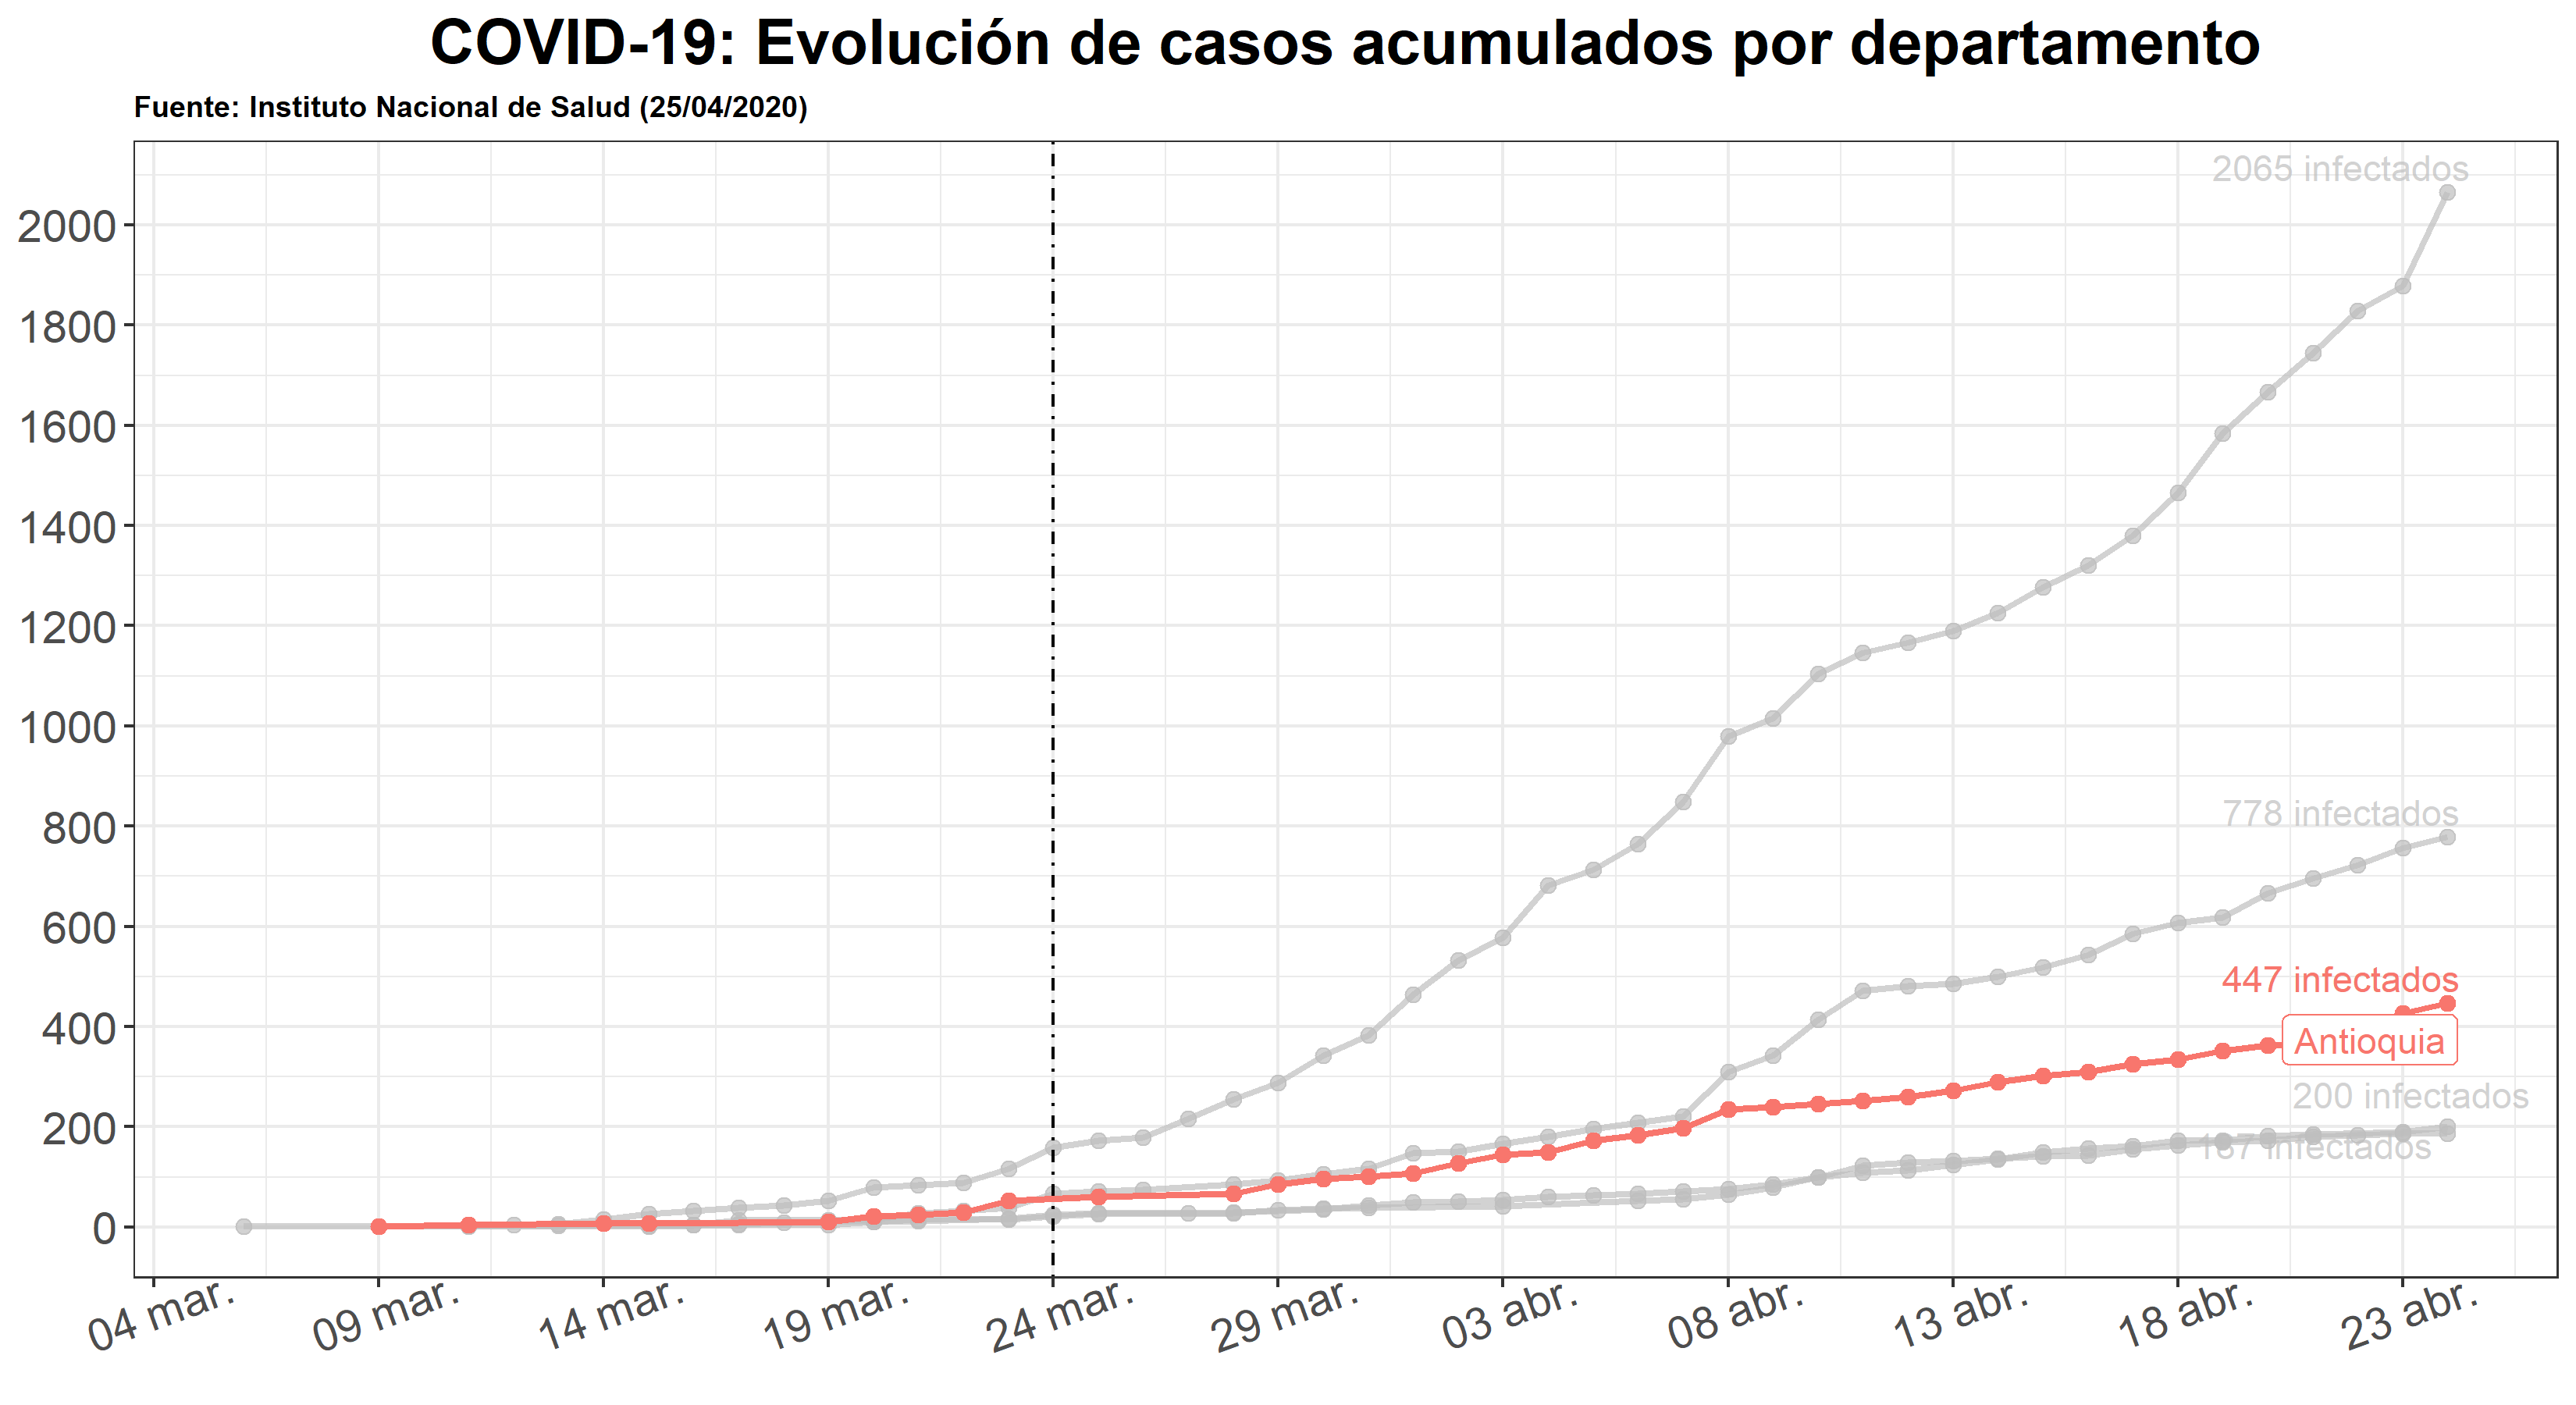 COVID-19: Evolución de casos acumulados por departamento
Fuente: Instituto Nacional de Salud (25/04/2020)
2065 infectados
2000
1800
1600
1400
1200
1000
800
778 infectados
600
447 infectados
400
Antioquia
200 infectados
200
187 infectados
0
04 mar.
09 mar.
14 mar.
19 mar.
24 mar.
29 mar.
03 abr.
08 abr.
13 abr.
18 abr.
23 abr.